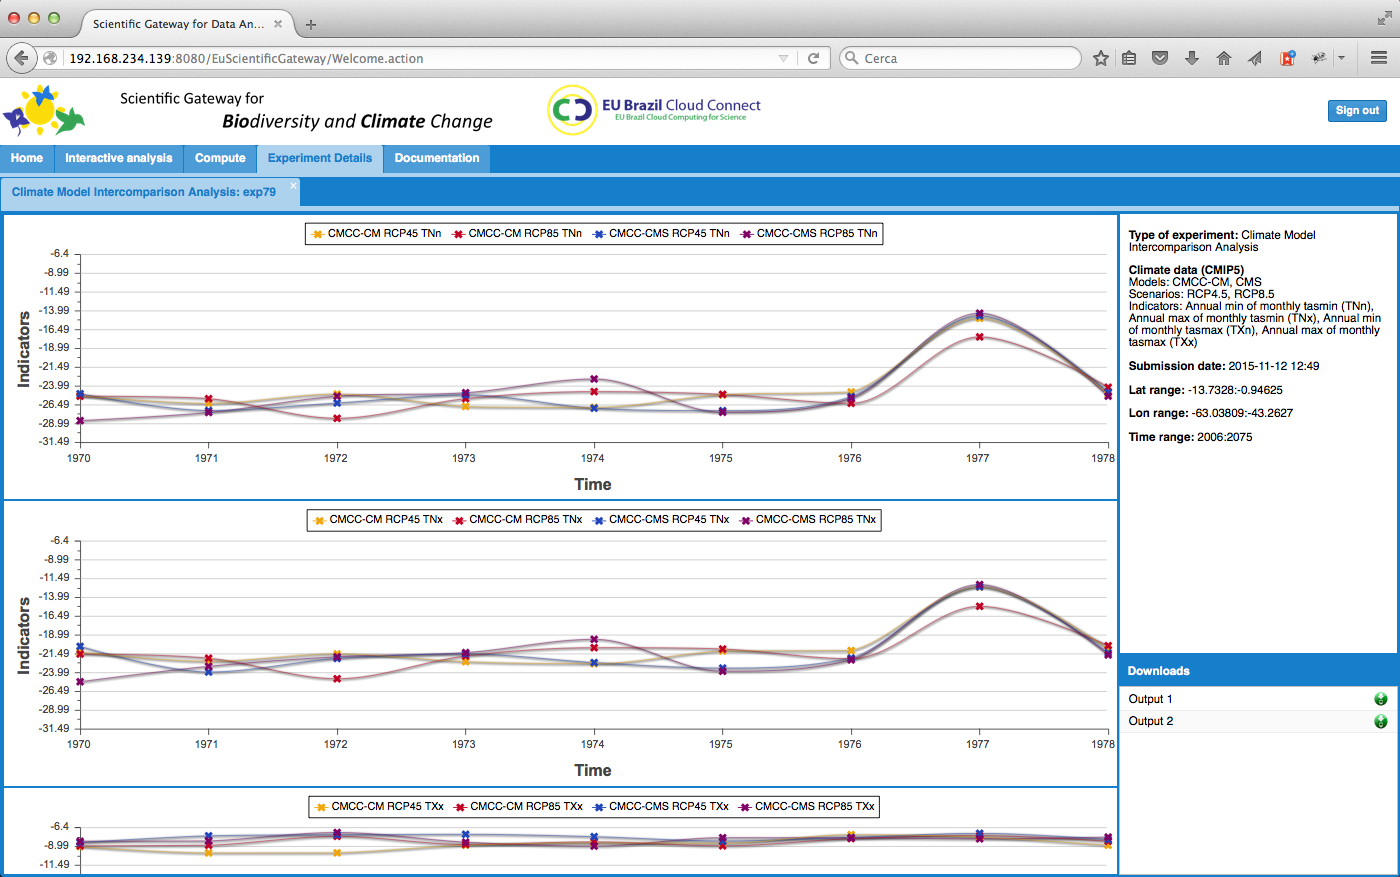 Scientific Gateway for Data An...
192.168.234.139:8080/EuScientificGateway/Welcome.action
Cerca
Scientific Gateway for
Biodiversity and Climate Change
EU Brazil Cloud Connect
EU Brazil Cloud Computing for Science
Sign out
Home
Interactive analysis
Compute
Experiment Details
Documentation
Climate Model Intercomparison Analysis: exp79
CMCC-CM RCP45 TNn CMCC-CM RCP85 TNn CMCC-CMS RCP45 TNn CMCC-CMS RCP85 TNn
Indicators
-6.4
-8.99
-11.49
-13.99
-16.49
-18.99
-21.49
-23.99
-26.49
-28.99
-31.49
1970 1971 1972 1973 1974 1975 1976 1977 1978
Time
CMCC-CM RCP45 TNx CMCC-CM RCP85 TNx CMCC-CMS RCP45 TNx CMCC-CMS RCP85 TNx
Indicators
-6.4
-8.99
-11.49
-13.99
-16.49
-18.99
-21.49
-23.99
-26.49
-28.99
-31.49
1970 1971 1972 1973 1974 1975 1976 1977 1978
Time
CMCC-CM RCP45 TXx CMCC-CM RCP85 TXx CMCC-CMS RCP45 TXx CMCC-CMS RCP85 TXx
-6.4
-8.99
-11.49
Type of experiment: Climate Model
Intercomparison Analysis
Climate data (CMIP5)
Models: CMCC-CM, CMS
Scenarios: RCP4.5, RCP8.5
Indicators: Annual min of monthly tasmin (TNn),
Annual max of monthly tasmin (TNx), Annual min
of monthly tasmax (TXn), Annual max of monthly
tasmax (TXx)
Submission date: 2015-11-12 12:49
Lat range: -13.7328:-0.94625
Lon range: -63.03809:-43.2627
Time range: 2006:2075
Downloads
Output 1
Output 2